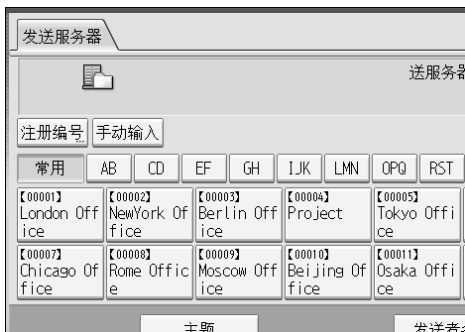 发送服务器
送服务器
注册编号 手动输入
常用 AB CD EF GH IJK LMN OPQ RST
【00001】 【00002】 【00003】 【00004】 【00005】
London Off NewYork Of Berlin Off Project Tokyo Offi
ice ffice ice ce
【00007】 【00008】 【00009】 【00010】 【00011】
Chicago Of Rome Offic Moscow Off Beijing Of Osaka Offi
ffice e ice ffice ce
主题 发送者